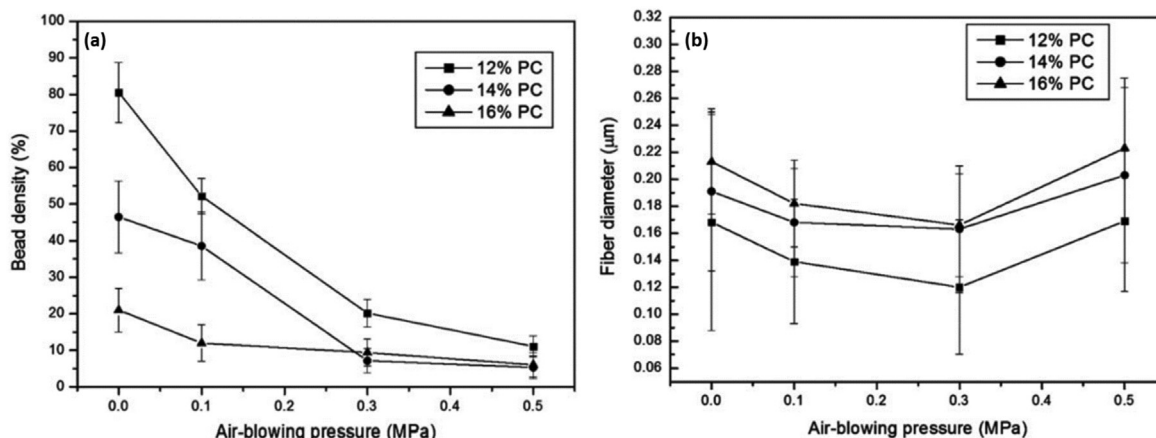 (a)
12% PC
14% PC
16% PC
100
90
80
70
60
50
40
30
20
10
0
Bead density (%)
0.0 0.1 0.2 0.3 0.4 0.5
Air-blowing pressure (MPa)
(b)
12% PC
14% PC
16% PC
0.32
0.30
0.28
0.26
0.24
0.22
0.20
0.18
0.16
0.14
0.12
0.10
0.08
0.06
Fiber diameter (μm)
0.0 0.1 0.2 0.3 0.4 0.5
Air-blowing pressure (MPa)